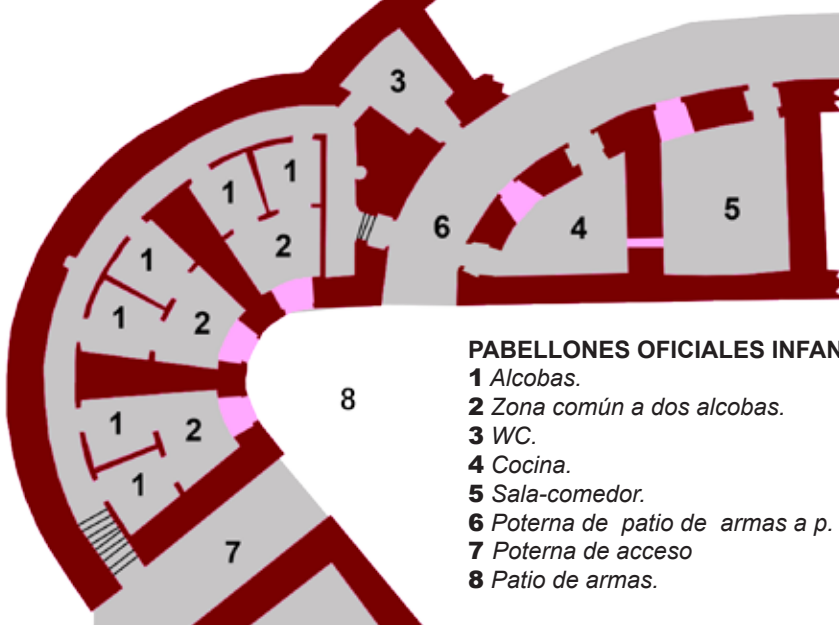 3
1
1
2
6
4
5
1
1
2
1
2
1
7
8
PABELLONES OFICIALES INFAN
1 Alcobas.
2 Zona común a dos alcobas.
3 WC.
4 Cocina.
5 Sala-comedor.
6 Poterna de patio de armas a p.
7 Poterna de acceso
8 Patio de armas.